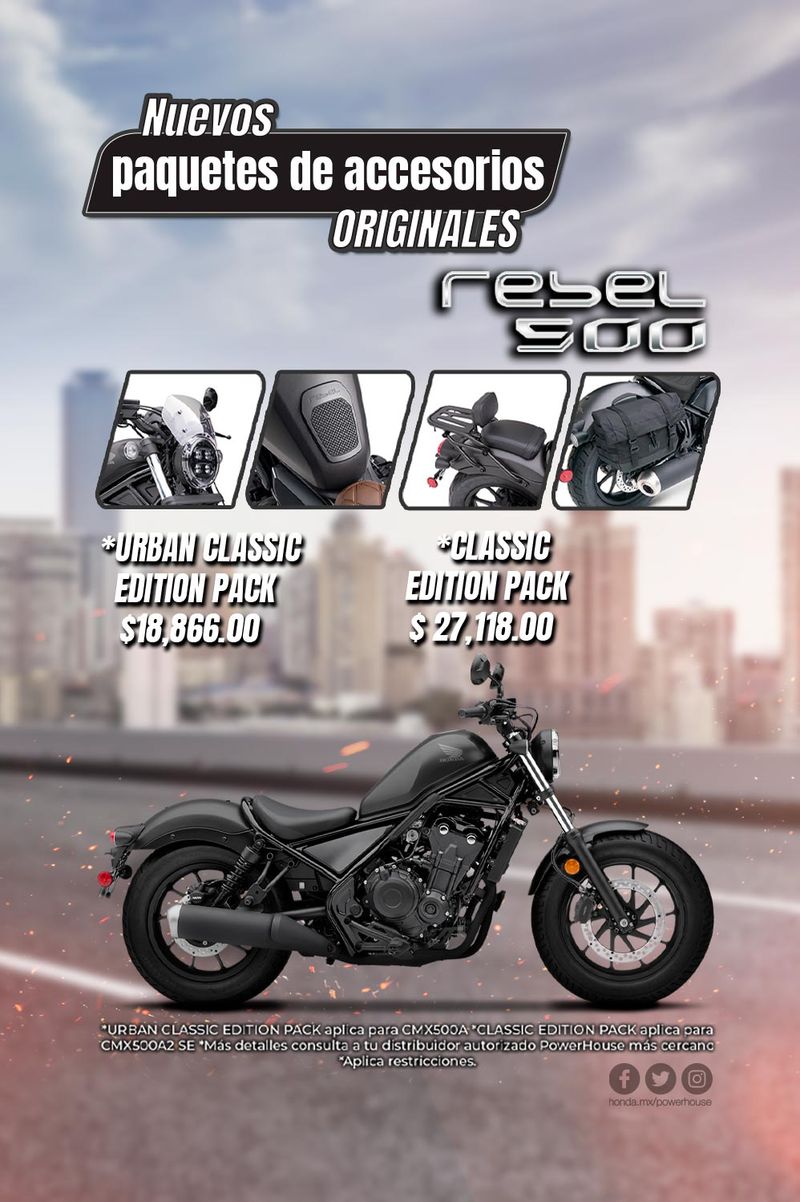 Nuevos
paquetes de accesorios
ORIGINALES
rebel
500
*URBAN CLASSIC
EDITION PACK
$18,866.00
*CLASSIC
EDITION PACK
$ 27,118.00
HONDA
*URBAN CLASSIC EDITION PACK aplica para CMX500A *CLASSIC EDITION PACK aplica para
CMX500A2 SE *Más detalles consulta a tu distribuidor autorizado PowerHouse más cercano
*Aplica restricciones.
honda.mx/powerhouse